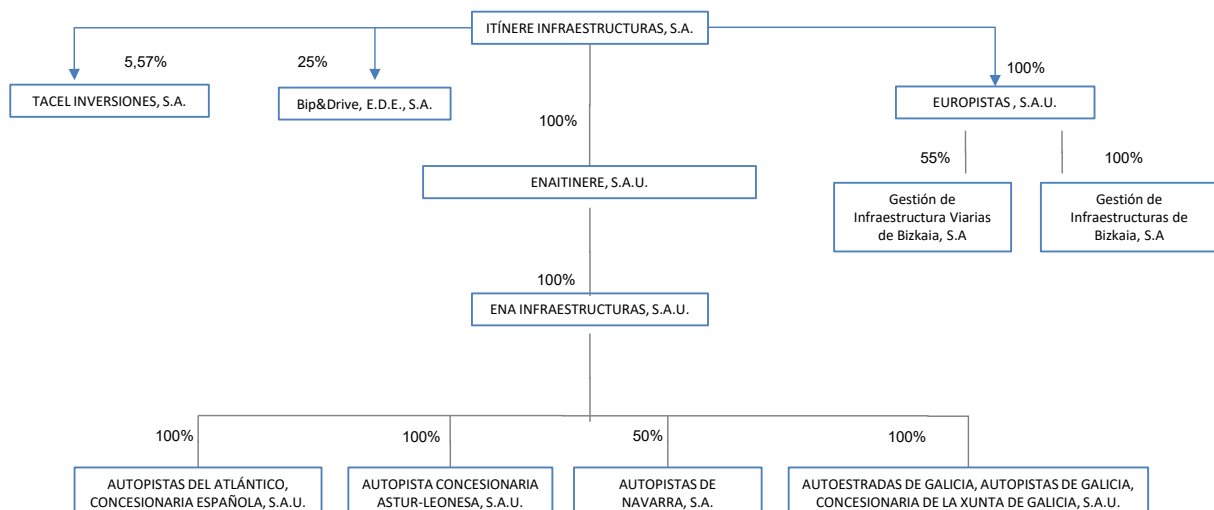 ITÍNERE INFRAESTRUCTURAS, S.A.
5,57%
25%
100%
TACEL INVERSIONES, S.A.
Bip&Drive, E.D.E., S.A.
EUROPISTAS , S.A.U.
100%
55%
100%
ENAITINERE, S.A.U.
Gestión de
Infraestructura Viarias
de Bizkaia, S.A
Gestión de
Infraestructuras de
Bizkaia, S.A
100%
ENA INFRAESTRUCTURAS, S.A.U.
100%
100%
50%
100%
AUTOPISTAS DEL ATLÁNTICO,
CONCESIONARIA ESPAÑOLA, S.A.U.
AUTOPISTA CONCESIONARIA
ASTUR-LEONESA, S.A.U.
AUTOPISTAS DE
NAVARRA, S.A.
AUTOESTRADAS DE GALICIA, AUTOPISTAS DE GALICIA,
CONCESIONARIA DE LA XUNTA DE GALICIA, S.A.U.